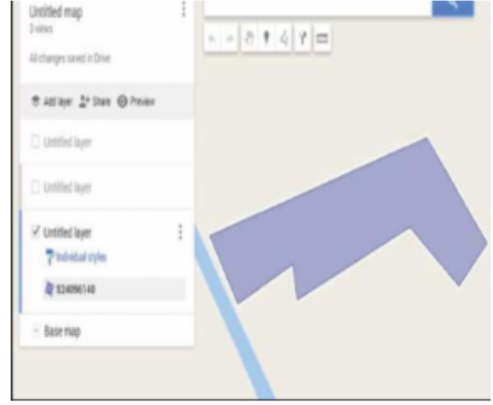 Untitled map
3 views
All changes saved in Drive
Add layer Share Preview
Untitled layer
Untitled layer
Untitled layer
Individual styles
S24096140
Base map